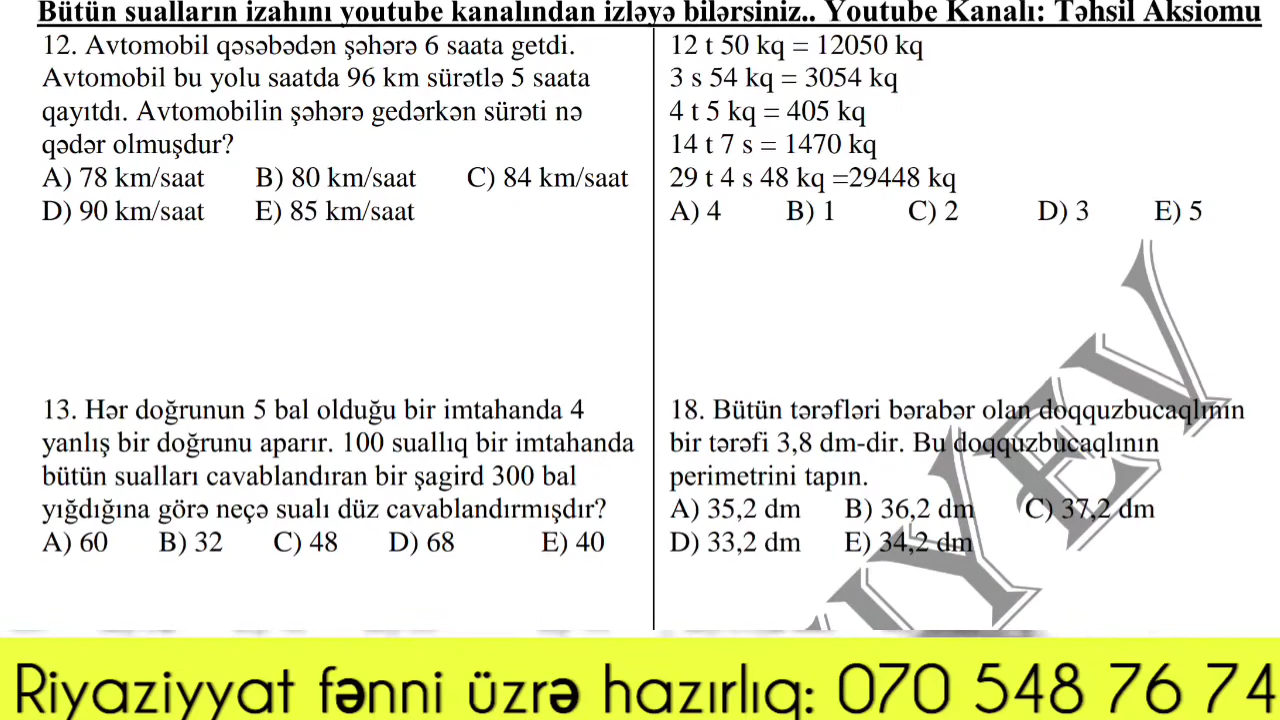 Bütün sualların izahını youtube kanalından izləyə bilərsiniz.. Youtube Kanalı: Təhsil Aksiomu
12. Avtomobil qəsəbədən şəhərə 6 saata getdi.
Avtomobil bu yolu saatda 96 km sürətlə 5 saata
qayıtdı. Avtomobilin şəhərə gedərkən sürəti nə
qədər olmuşdur?
A) 78 km/saat B) 80 km/saat C) 84 km/saat
D) 90 km/saat E) 85 km/saat
13. Hər doğrunun 5 bal olduğu bir imtahanda 4
yanlış bir doğrunu aparır. 100 suallıq bir imtahanda
bütün sualları cavablandıran bir şagird 300 bal
yığdığına görə neçə sualı düz cavablandırmışdır?
A) 60 B) 32 C) 48 D) 68 E) 40
12 t 50 kq = 12050 kq
3 s 54 kq = 3054 kq
4 t 5 kq = 405 kq
14 t 7 s = 1470 kq
29 t 4 s 48 kq =29448 kq
A) 4 B) 1 C) 2 D) 3 E) 5
18. Bütün tərəfləri bərabər olan doqquzbucaqlının
bir tərəfi 3,8 dm-dir. Bu doqquzbucaqlının
perimetrini tapın.
A) 35,2 dm B) 36,2 dm C) 37,2 dm
D) 33,2 dm E) 34,2 dm
Riyaziyyat fənni üzrə hazırlıq: 070 548 76 74